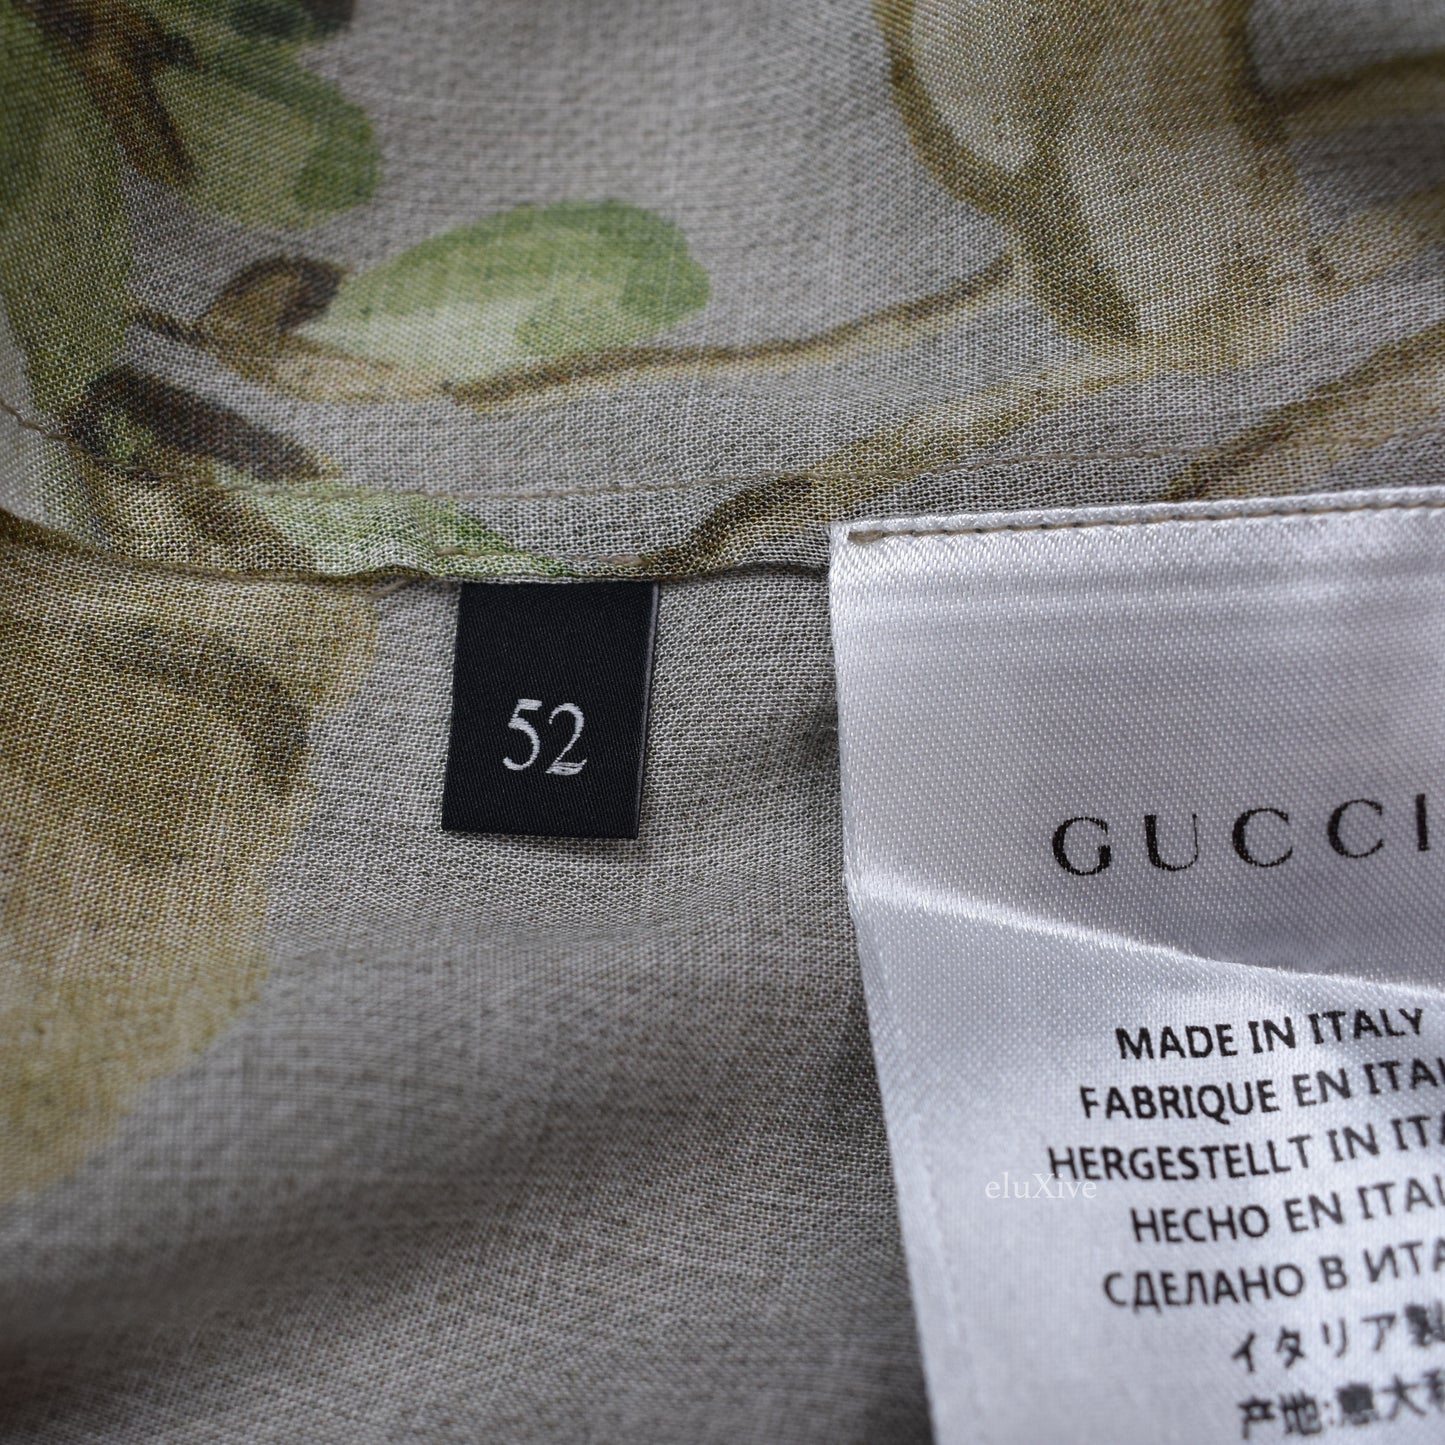 52
GUCCI
MADE IN ITALY
FABRIQUE EN ITAL
HERGESTELLT IN ITA
eluXive
HECHO EN ITAL
СДЕЛАНО В ИТА
イタリア製
产地:意大利